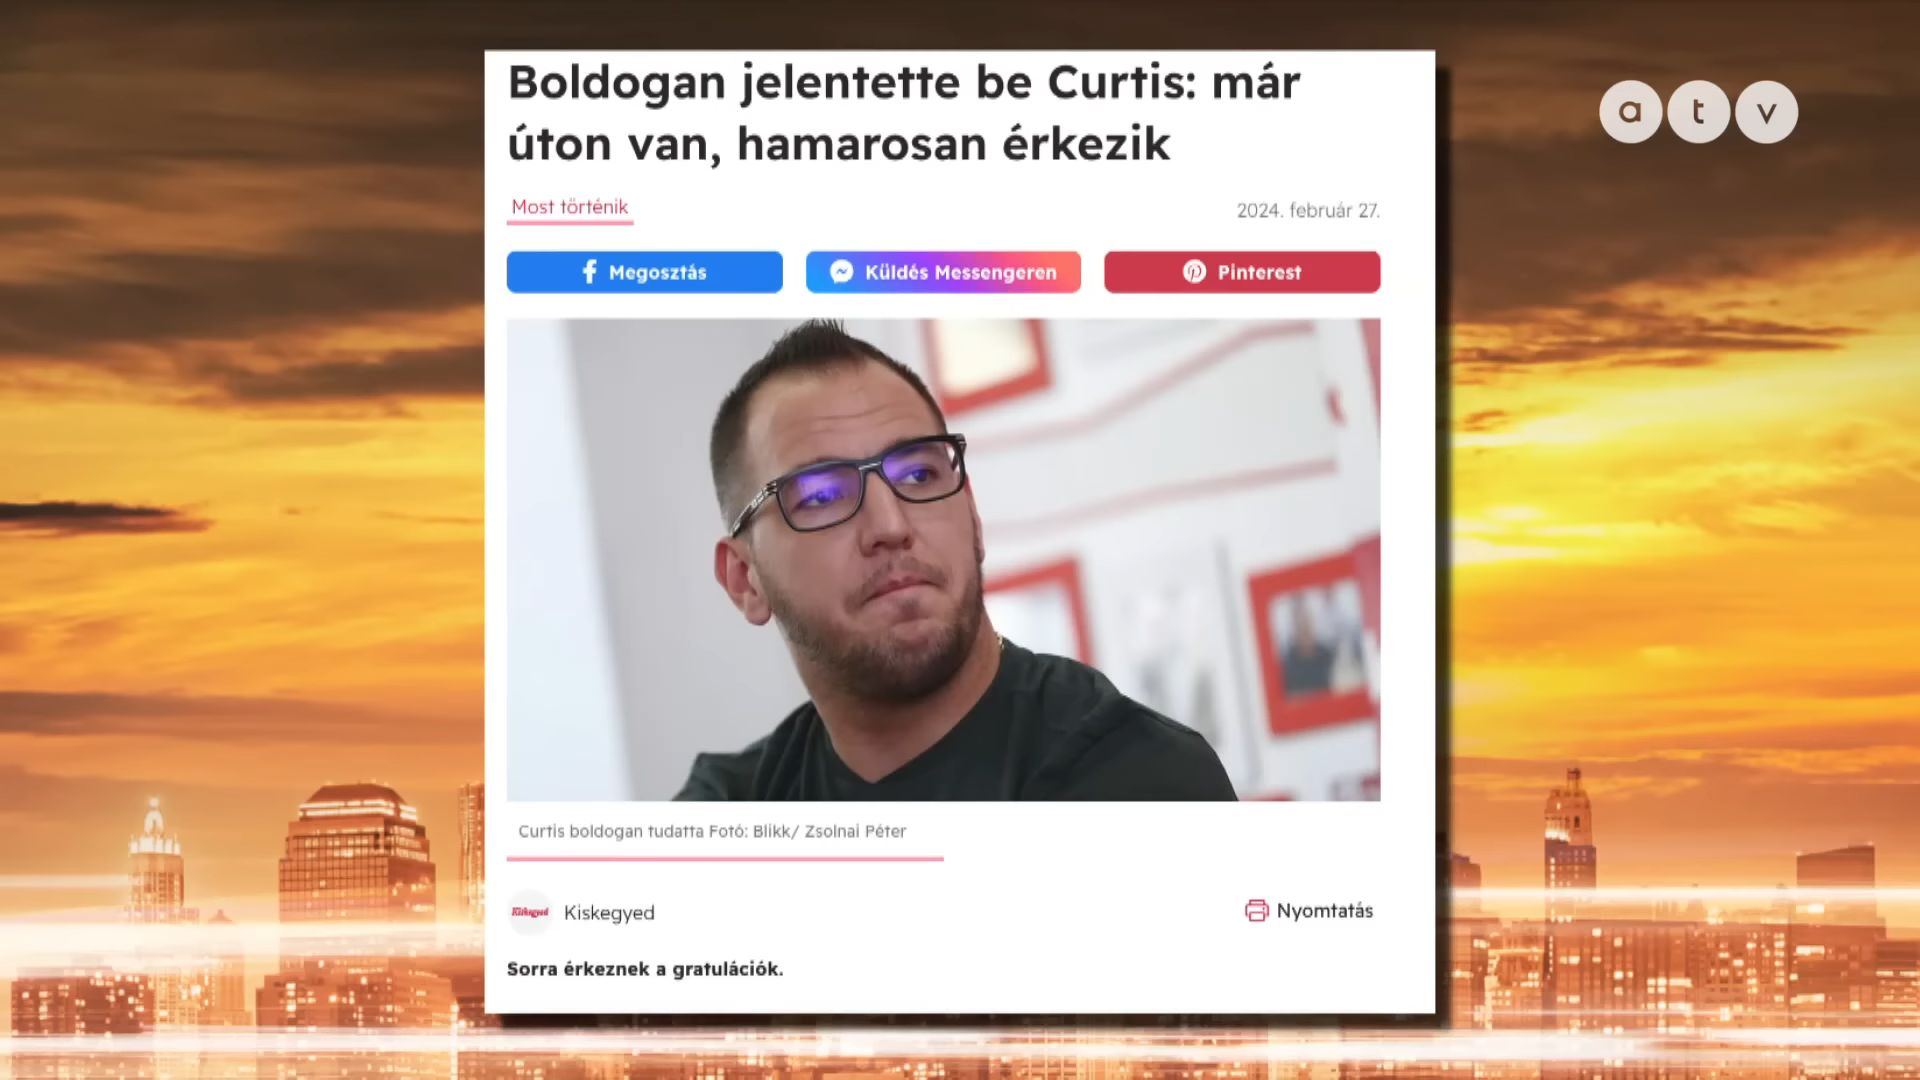 Boldogan jelentette be Curtis: már
úton van, hamarosan érkezik
a t v
Most történik
2024. február 27.
Megosztás
Küldés Messengeren
Pinterest
Curtis boldogan tudatta Fotó: Blikk/ Zsolnai Péter
Kiskegyed
Kiskegyed
Nyomtatás
Sorra érkeznek a gratulációk.